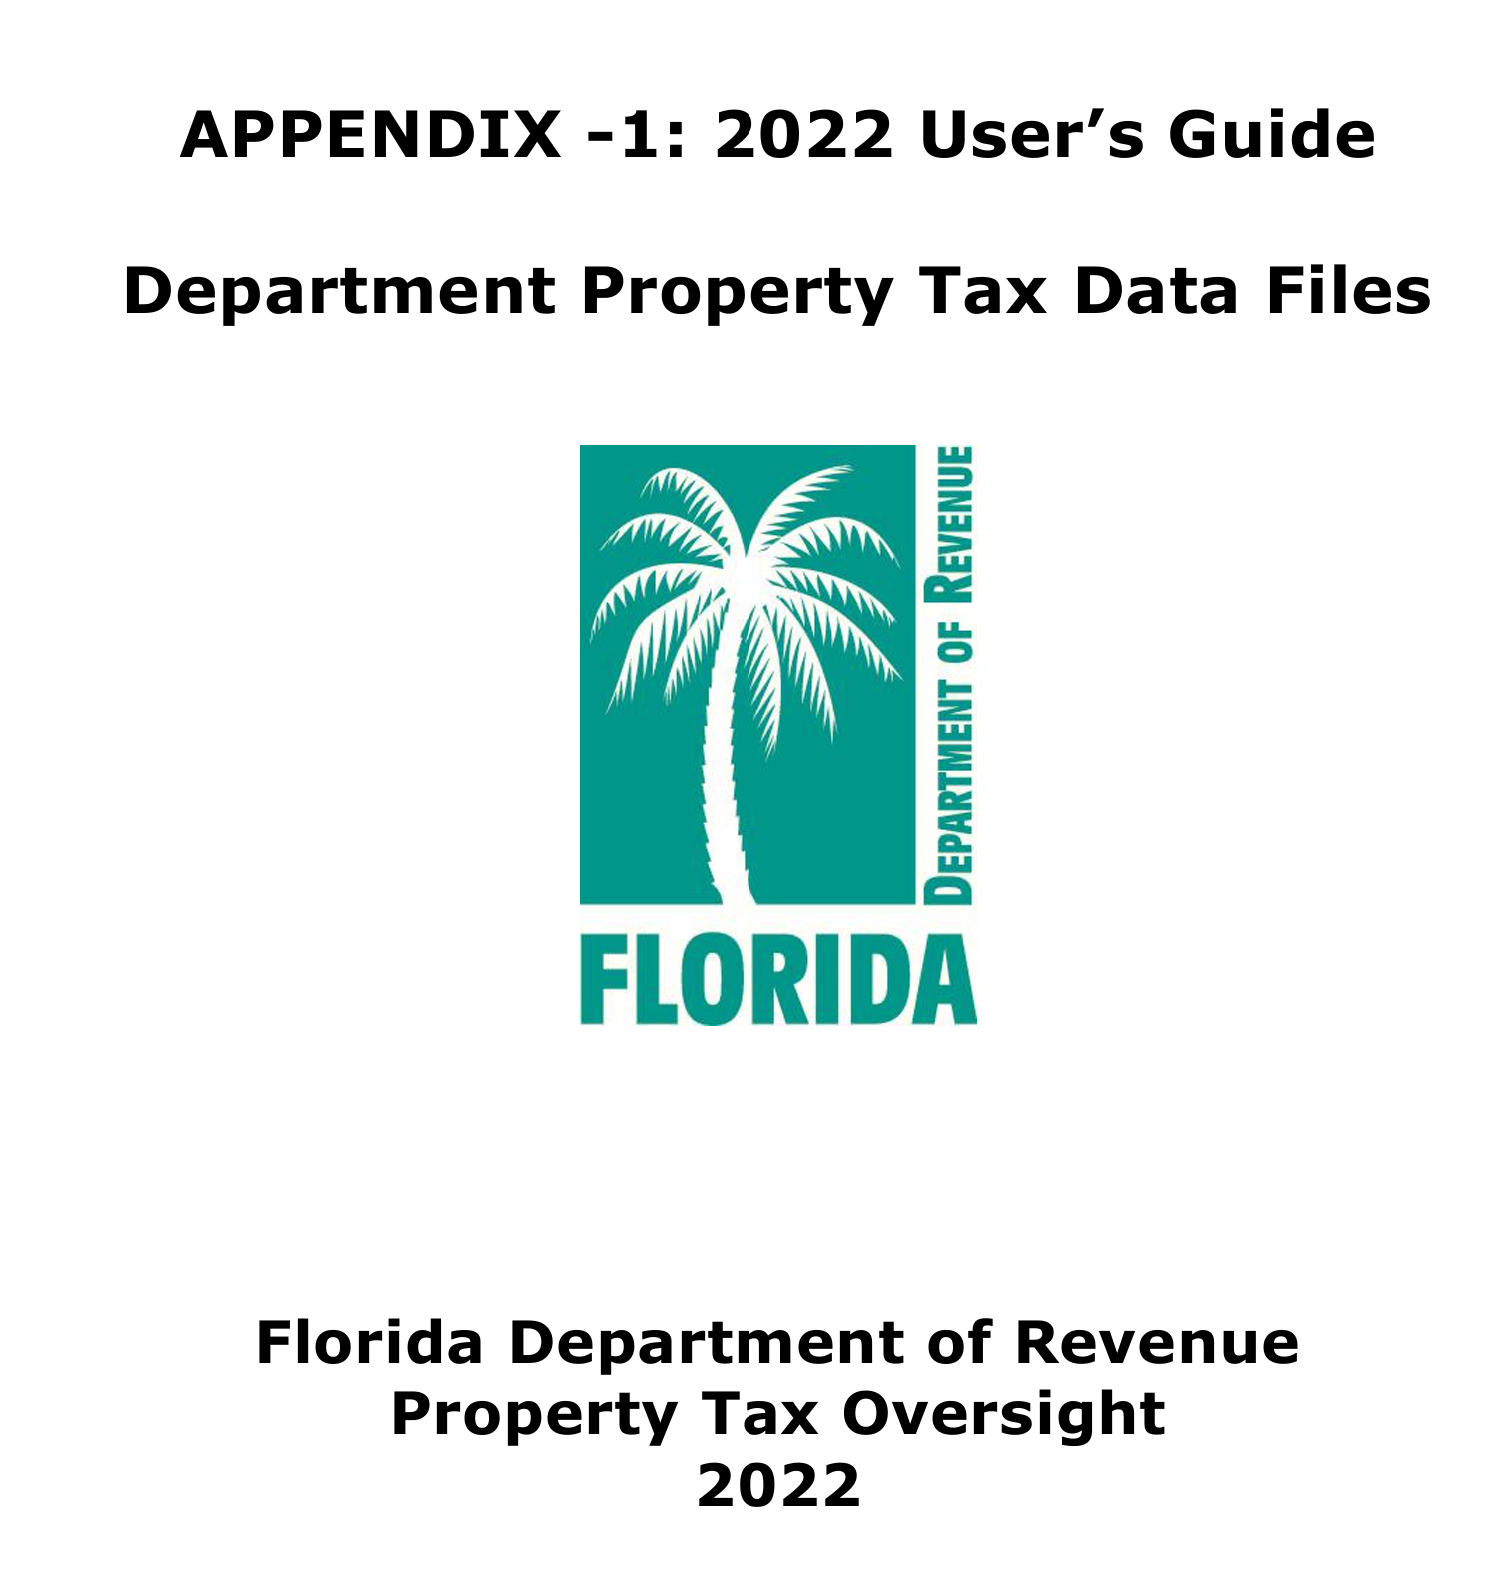 APPENDIX -1: 2022 User’s Guide
Department Property Tax Data Files
DEPARTMENT OF REVENUE
FLORIDA
Florida Department of Revenue
Property Tax Oversight
2022